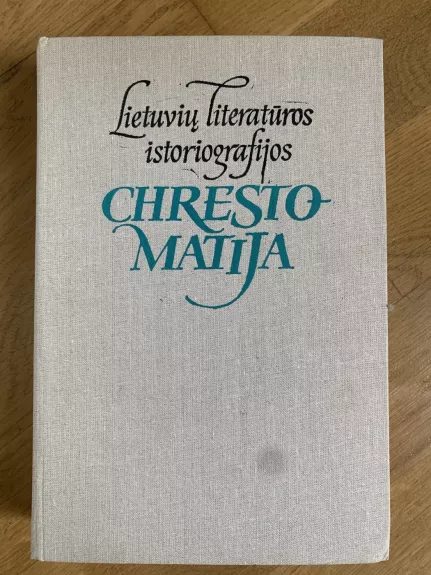 Lietuvių literatūros
istoriografijos
CHRESTO-
MATIJA